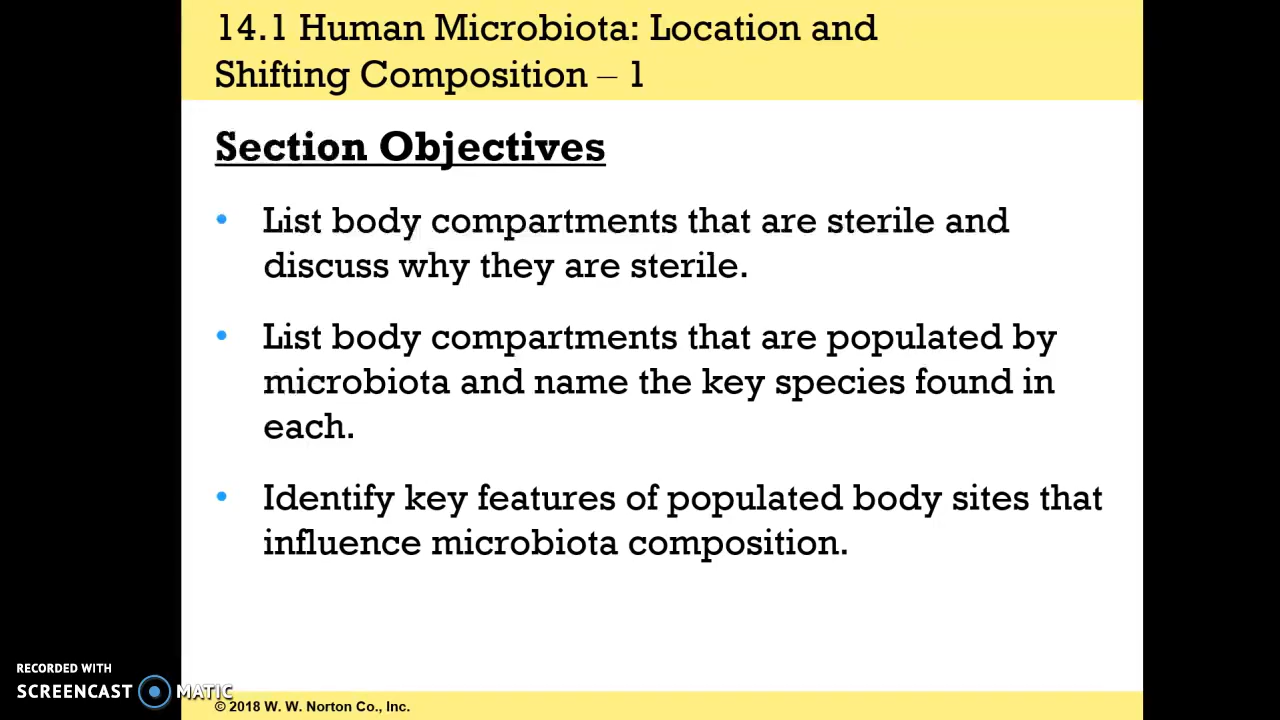 14.1 Human Microbiota: Location and
Shifting Composition – 1
Section Objectives
• List body compartments that are sterile and
discuss why they are sterile.
• List body compartments that are populated by
microbiota and name the key species found in
each.
• Identify key features of populated body sites that
influence microbiota composition.
RECORDED WITH
SCREENCAST MATIC
© 2018 W. W. Norton Co., Inc.